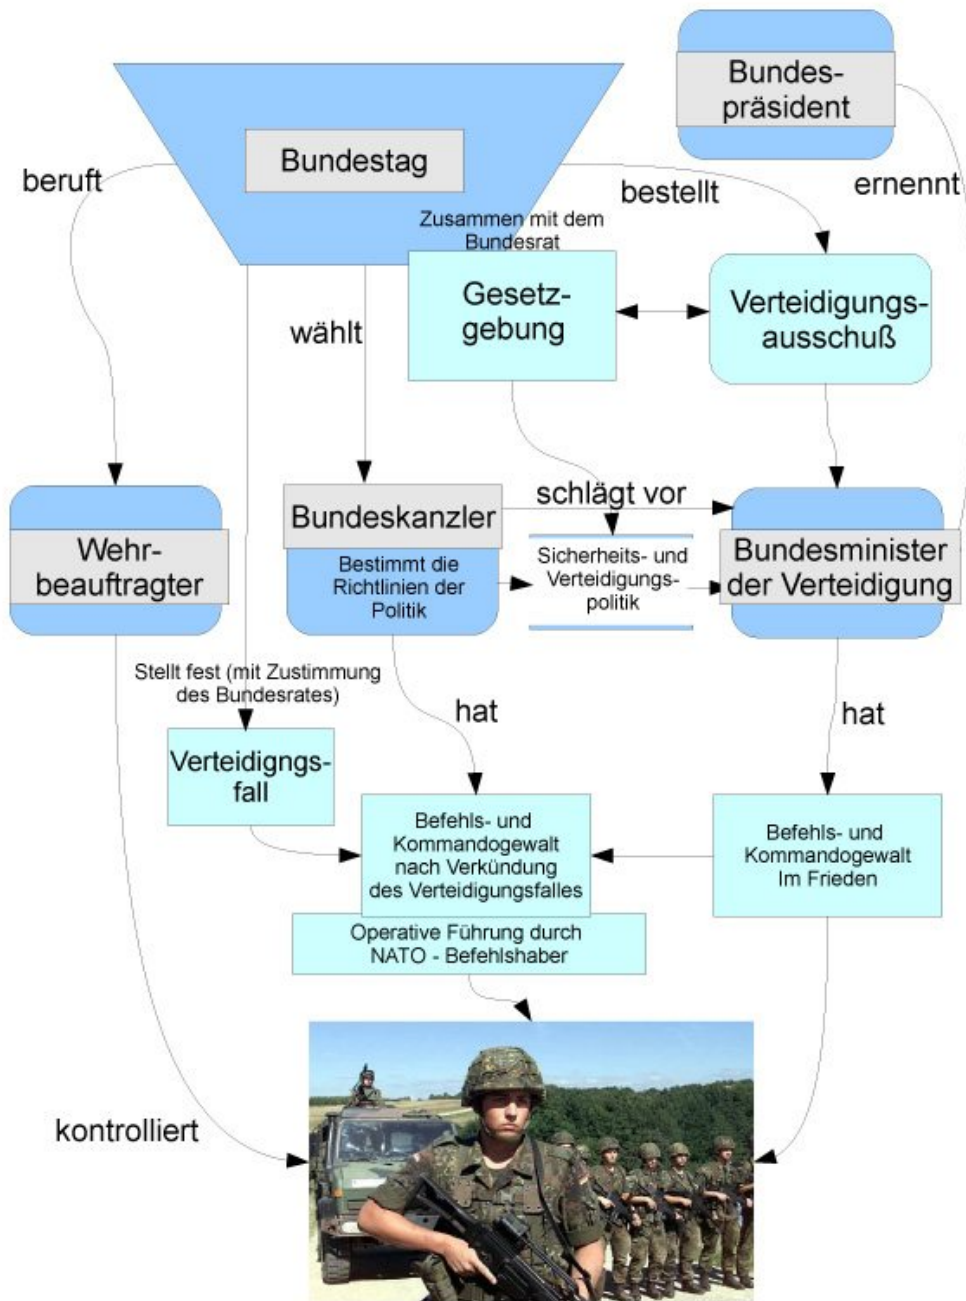 Bundes-
präsident
Bundestag
beruft
bestellt
ernennt
Zusammen mit dem
Bundesrat
Gesetz-
gebung
Verteidigungs-
ausschuß
wählt
schlägt vor
Wehr-
beauftragter
Bundeskanzler
Bestimmt die
Richtlinien der
Politik
Sicherheits- und
Verteidigungs-
politik
Bundesminister
der Verteidigung
Stellt fest (mit Zustimmung
des Bundesrates)
hat
hat
Verteidigngs-
fall
Befehls- und
Kommandogewalt
nach Verkündung
des Verteidigungsfalles
Befehls- und
Kommandogewalt
Im Frieden
Operative Führung durch
NATO - Befehlshaber
kontrolliert